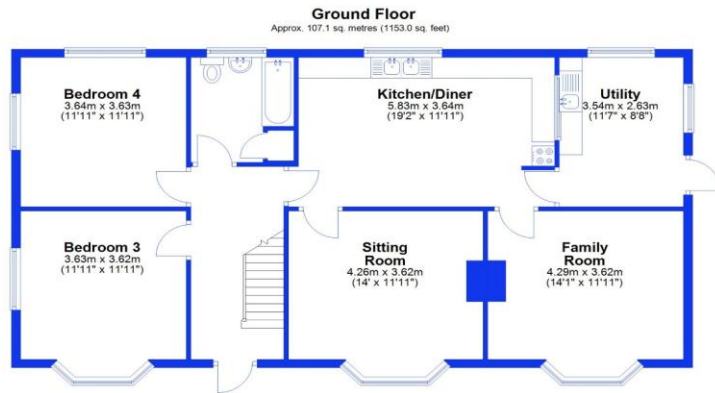 Ground Floor
Approx. 107.1 sq. metres (1153.0 sq. feet)
Bedroom 4
3.64m x 3.63m
(11'11" x 11'11")
Kitchen/Diner
5.83m x 3.64m
(19'2" x 11'11")
Utility
3.54m x 2.63m
(11'7" x 8'8")
Bedroom 3
3.63m x 3.62m
(11'11" x 11'11")
Sitting
Room
4.26m x 3.62m
(14' x 11'11")
Family
Room
4.29m x 3.62m
(14'1" x 11'11")